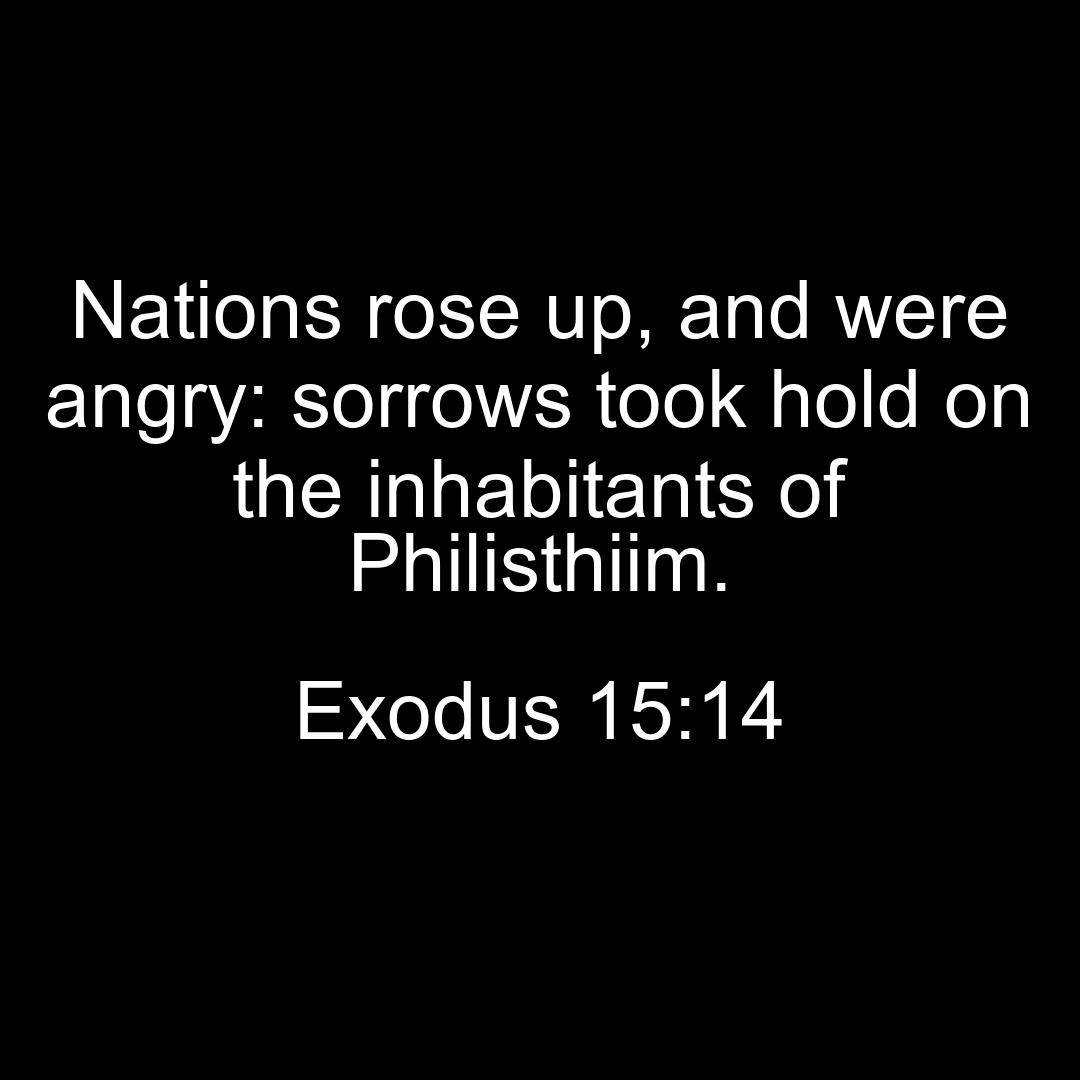 Nations rose up, and were
angry: sorrows took hold on
the inhabitants of
Philisthiim.
Exodus 15:14